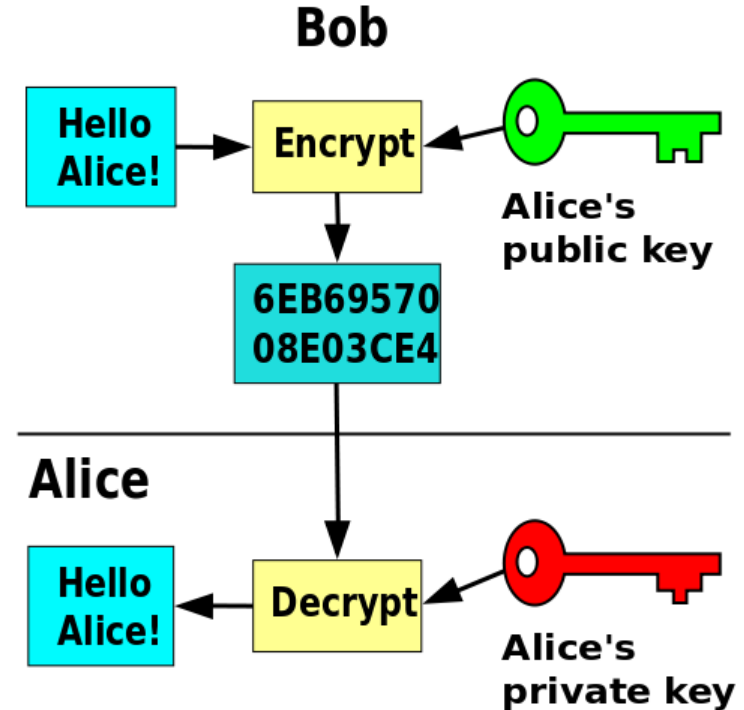 Bob
Hello
Alice!
Encrypt
Alice's
public key
6EB69570
08E03CE4
Alice
Hello
Alice!
Decrypt
Alice's
private key